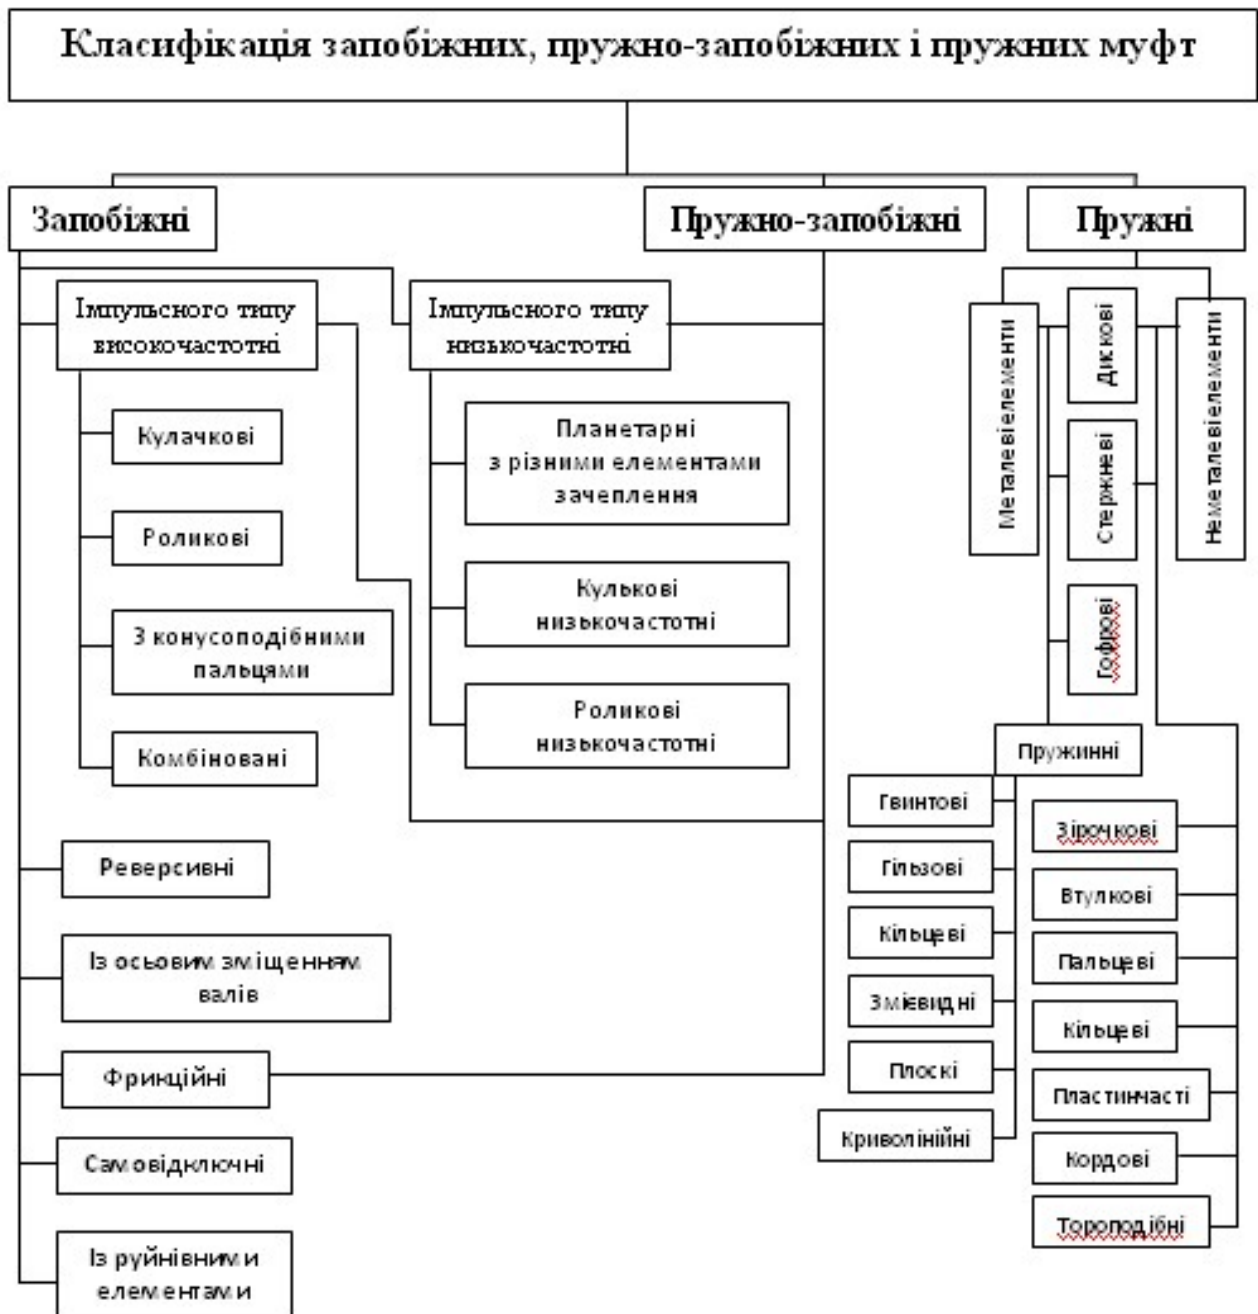 Класифікація запобіжних, пружно-запобіжних і пружних муфт
Запобіжні
Пружно-запобіжні
Пружні
Імпульсного типу
високочастотні
Імпульсного типу
низькочастотні
Кулачкові
Роликові
З конусоподібними
пальцями
Комбіновані
Планетарні
з різними елементами
зачеплення
Кулькові
низькочастотні
Роликові
низькочастотні
Реверсивні
Із осьовим зміщенням
валів
Фрикційні
Самовідключні
Із руйнівними
елементами
Металеві елементи
Дискові
Стержневі
Гофрові
Неметалеві елементи
Пружинні
Гвинтові
Гільзові
Кільцеві
Змієвидні
Плоскі
Криволінійні
Зірочкові
Втулкові
Пальцеві
Кільцеві
Пластинчасті
Кордові
Тороподібні